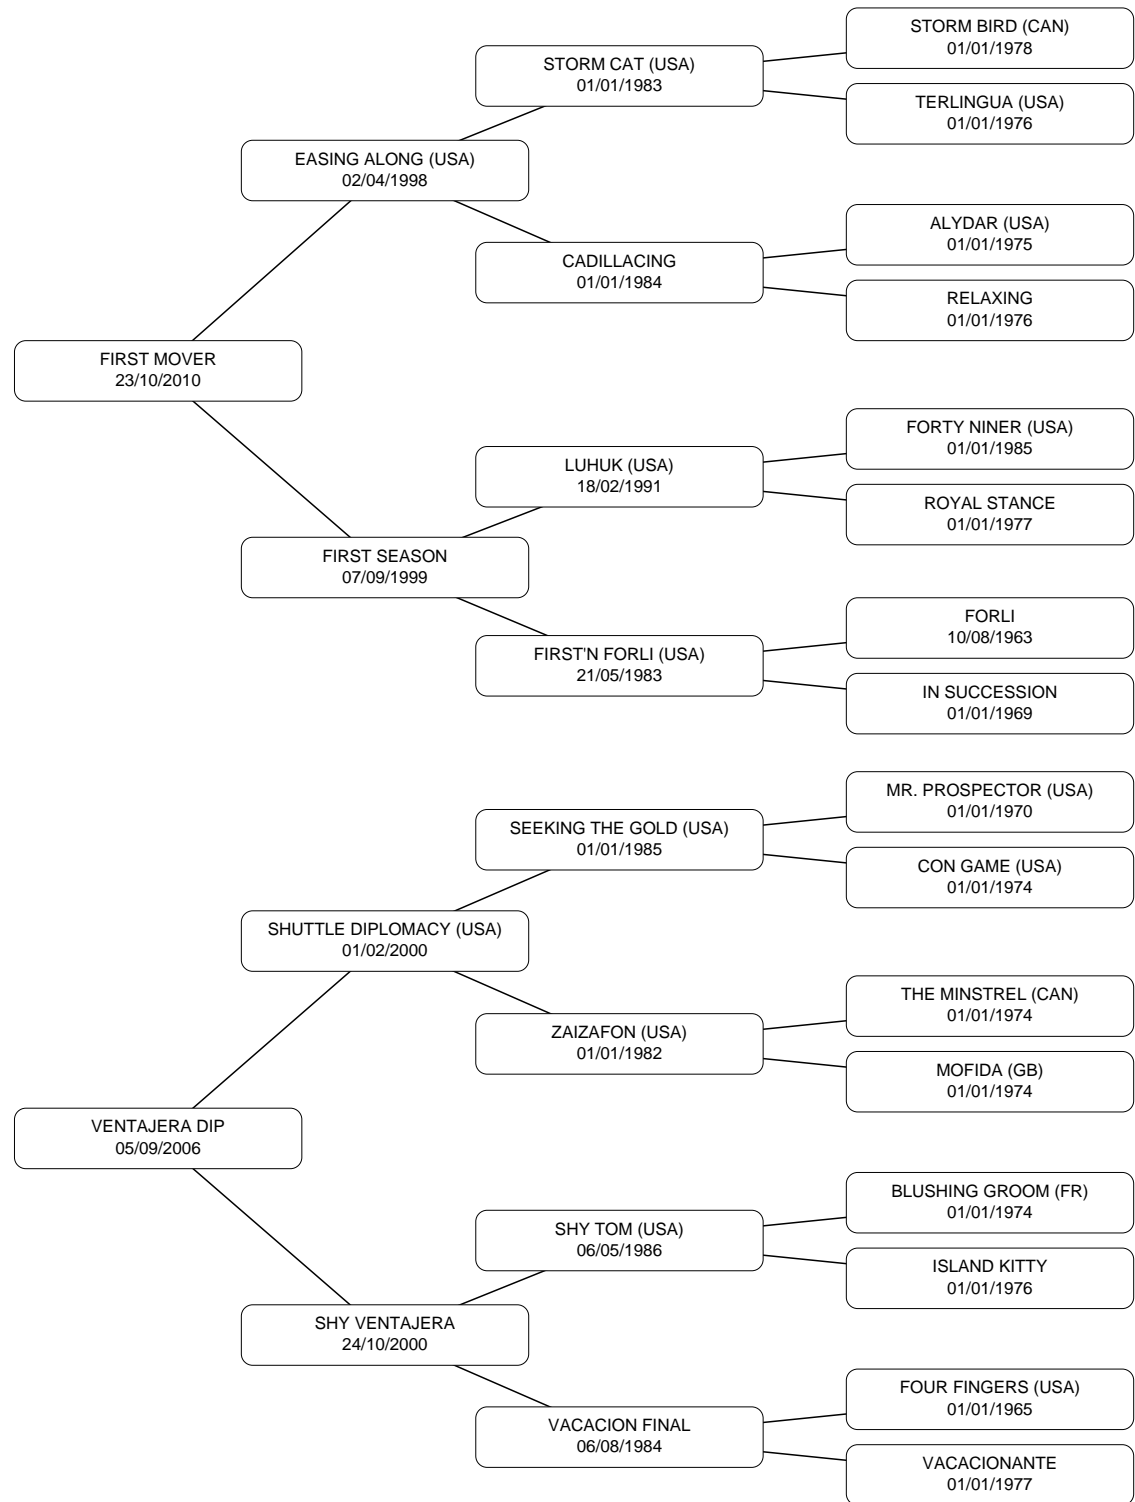 STORM BIRD (CAN)
01/01/1978
STORM CAT (USA)
01/01/1983
TERLINGUA (USA)
01/01/1976
EASING ALONG (USA)
02/04/1998
ALYDAR (USA)
01/01/1975
CADILLACING
01/01/1984
RELAXING
01/01/1976
FIRST MOVER
23/10/2010
FORTY NINER (USA)
01/01/1985
LUHUK (USA)
18/02/1991
ROYAL STANCE
01/01/1977
FIRST SEASON
07/09/1999
FORLI
10/08/1963
FIRST'N FORLI (USA)
21/05/1983
IN SUCCESSION
01/01/1969
MR. PROSPECTOR (USA)
01/01/1970
SEEKING THE GOLD (USA)
01/01/1985
CON GAME (USA)
01/01/1974
SHUTTLE DIPLOMACY (USA)
01/02/2000
THE MINSTREL (CAN)
01/01/1974
ZAIZAFON (USA)
01/01/1982
MOFIDA (GB)
01/01/1974
VENTAJERA DIP
05/09/2006
BLUSHING GROOM (FR)
01/01/1974
SHY TOM (USA)
06/05/1986
ISLAND KITTY
01/01/1976
SHY VENTAJERA
24/10/2000
FOUR FINGERS (USA)
01/01/1965
VACACION FINAL
06/08/1984
VACACIONANTE
01/01/1977